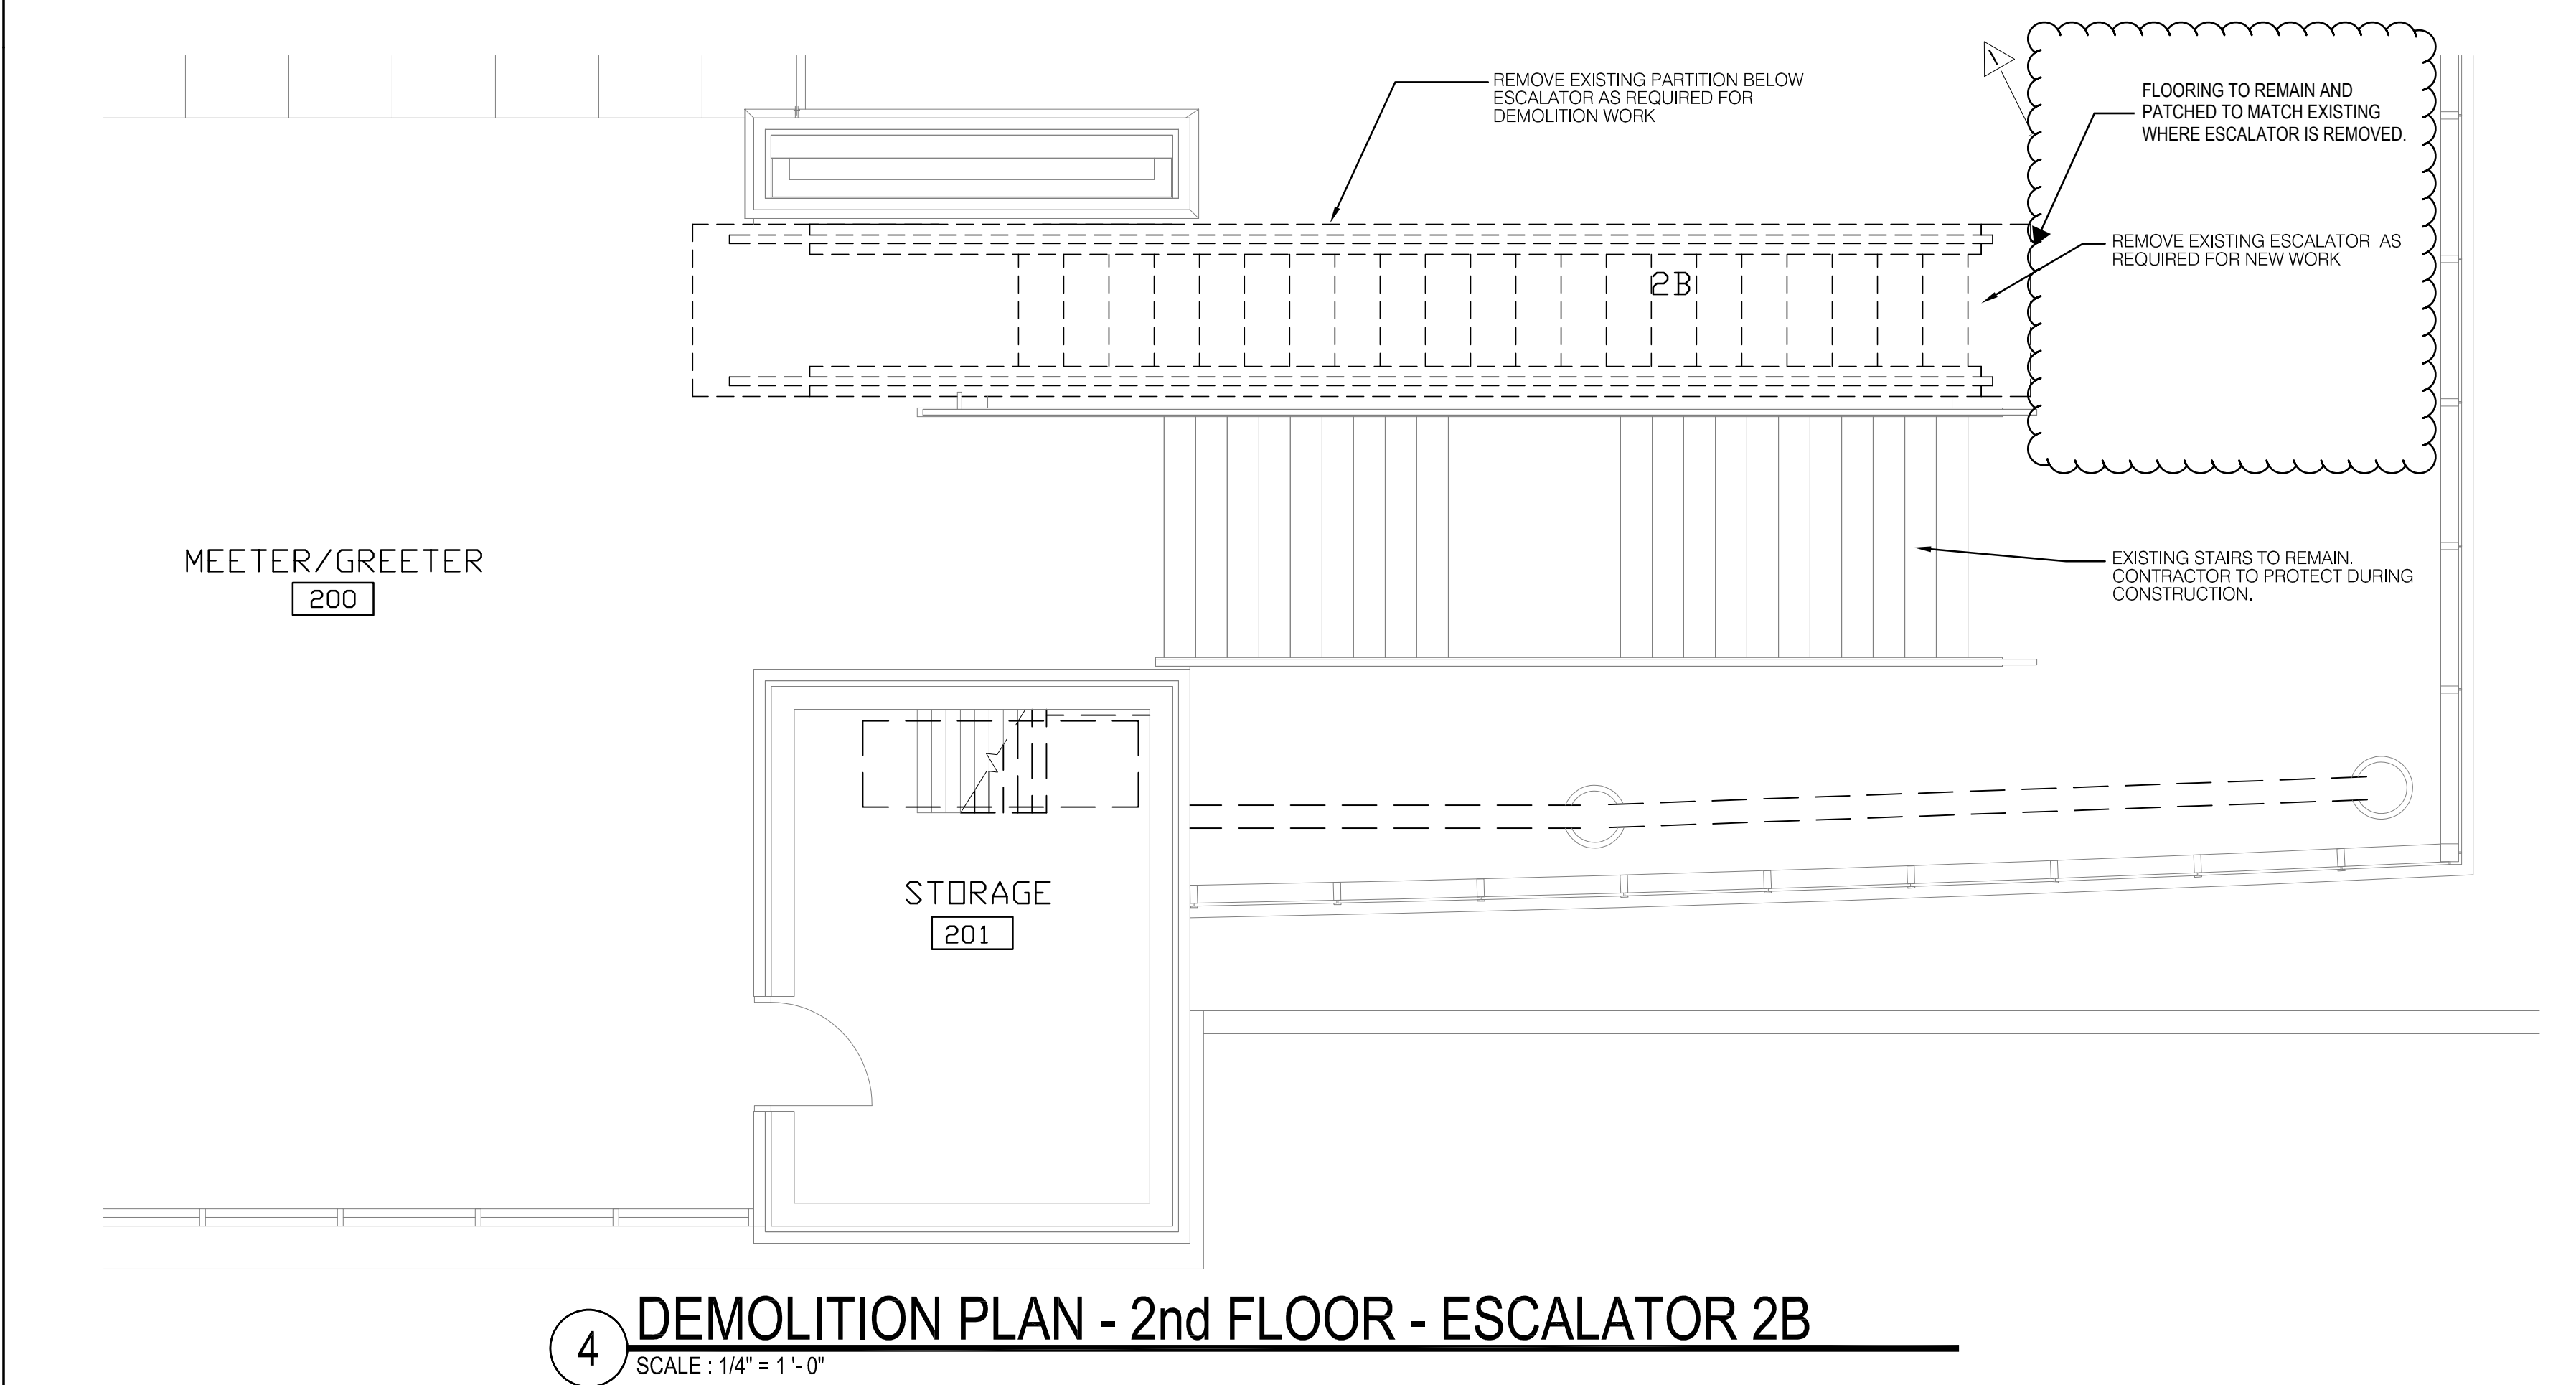 REMOVE EXISTING PARTITION BELOW
ESCALATOR AS REQUIRED FOR
DEMOLITION WORK
1
FLOORING TO REMAIN AND
PATCHED TO MATCH EXISTING
WHERE ESCALATOR IS REMOVED.
REMOVE EXISTING ESCALATOR AS
REQUIRED FOR NEW WORK
2B
EXISTING STAIRS TO REMAIN.
CONTRACTOR TO PROTECT DURING
CONSTRUCTION.
MEETER/GREETER
200
STORAGE
201
4
DEMOLITION PLAN - 2nd FLOOR - ESCALATOR 2B
SCALE : 1/4" = 1 '- 0"